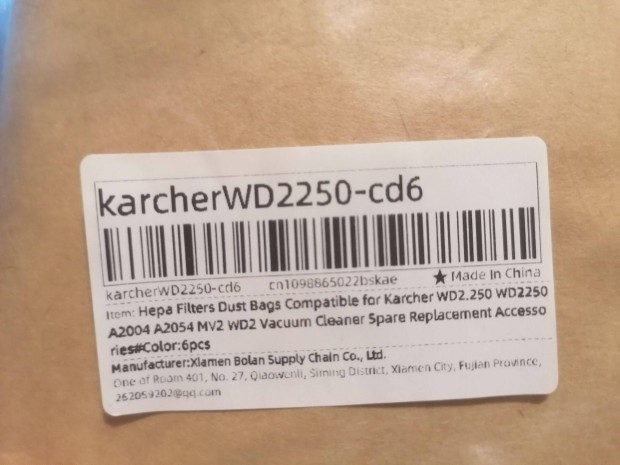 karcherWD2250-cd6
karcherWD2250-cd6 cn1098865022bskae ★ Made In China
Item: Hepa Filters Dust Bags Compatible for Karcher WD2.250 WD2250
A2004 A2054 MV2 WD2 Vacuum Cleaner Spare Replacement Accesso
ries#Color:6pcs
Manufacturer:Xiamen Bolan Supply Chain Co., Ltd.
One of Room 401, No. 27, Qiaowenli, Siming District, Xiamen City, Fujian Province,
262059202@qq.com